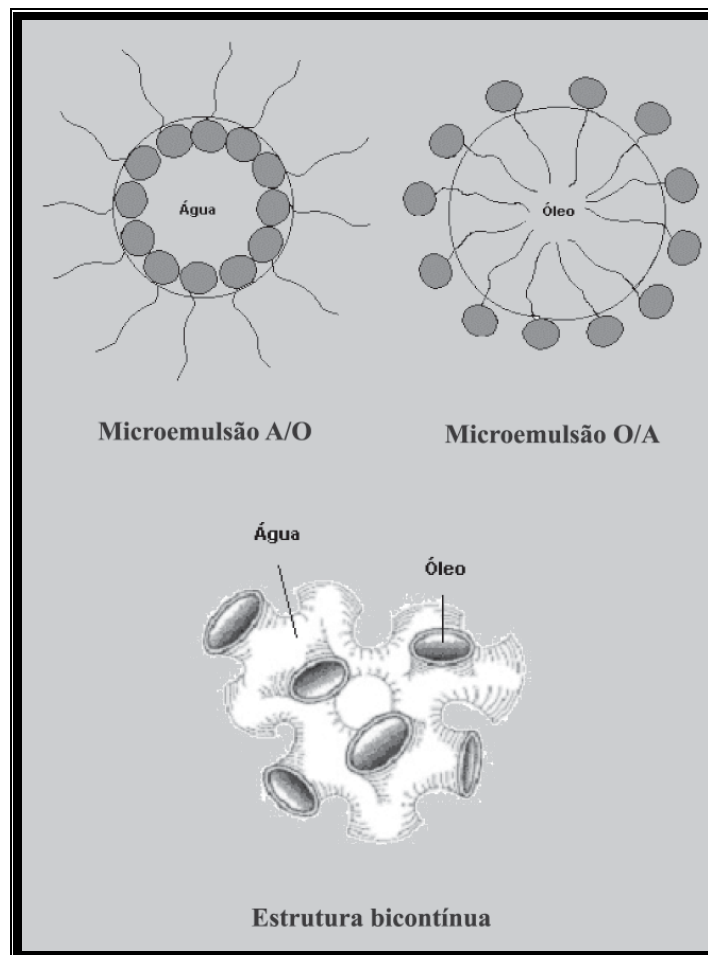 Água
Óleo
Microemulsão A/O
Microemulsão O/A
Água
Óleo
Estrutura bicontínua